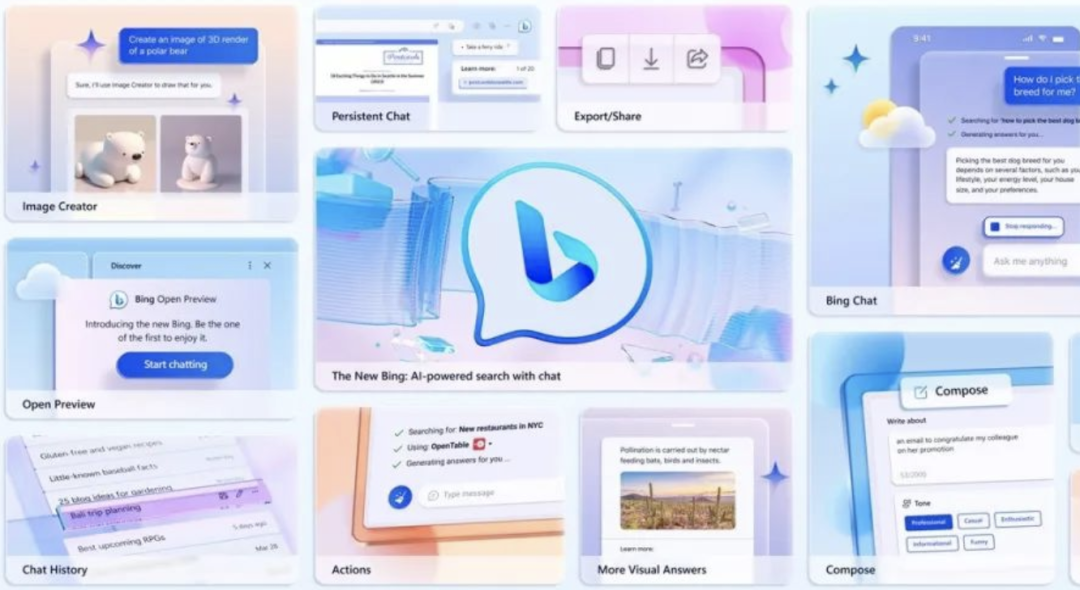 Create an image of 3D render
of a polar bear
Sure, I'll use Image Creator to draw that for you.
Image Creator
Take a ferry ride
Learn more:
1 of 20
Persistent Chat
Export/Share
9:41
How do I pick t
breed for me?
Searching for 'how to pick the best dog b
Generating answers for you...
Picking the best dog breed for you
depends on several factors, such as you
lifestyle, your energy level, your house
size, and your preferences.
Stop responding...
Ask me anything
Bing Chat
Discover
Bing Open Preview
Introducing the new Bing. Be the one
of the first to enjoy it.
Start chatting
Open Preview
The New Bing: AI-powered search with chat
Gluten free and vegan recipes
Little-known baseball facts
25 blog ideas for gardening
Bali trip planning
5 days ago
Best upcoming RPGs
Mar 26
Chat History
Searching for: New restaurants in NYC
Using: OpenTable
Generating answers for you ...
Type message
Actions
Pollination is carried out by nectar
feeding bats, birds and insects.
Learn more:
More Visual Answers
Compose
Write about
an email to congratulate my colleague
on her promotion
53/2000
Tone
Professional
Casual
Enthusiastic
Informational
Funny
Compose